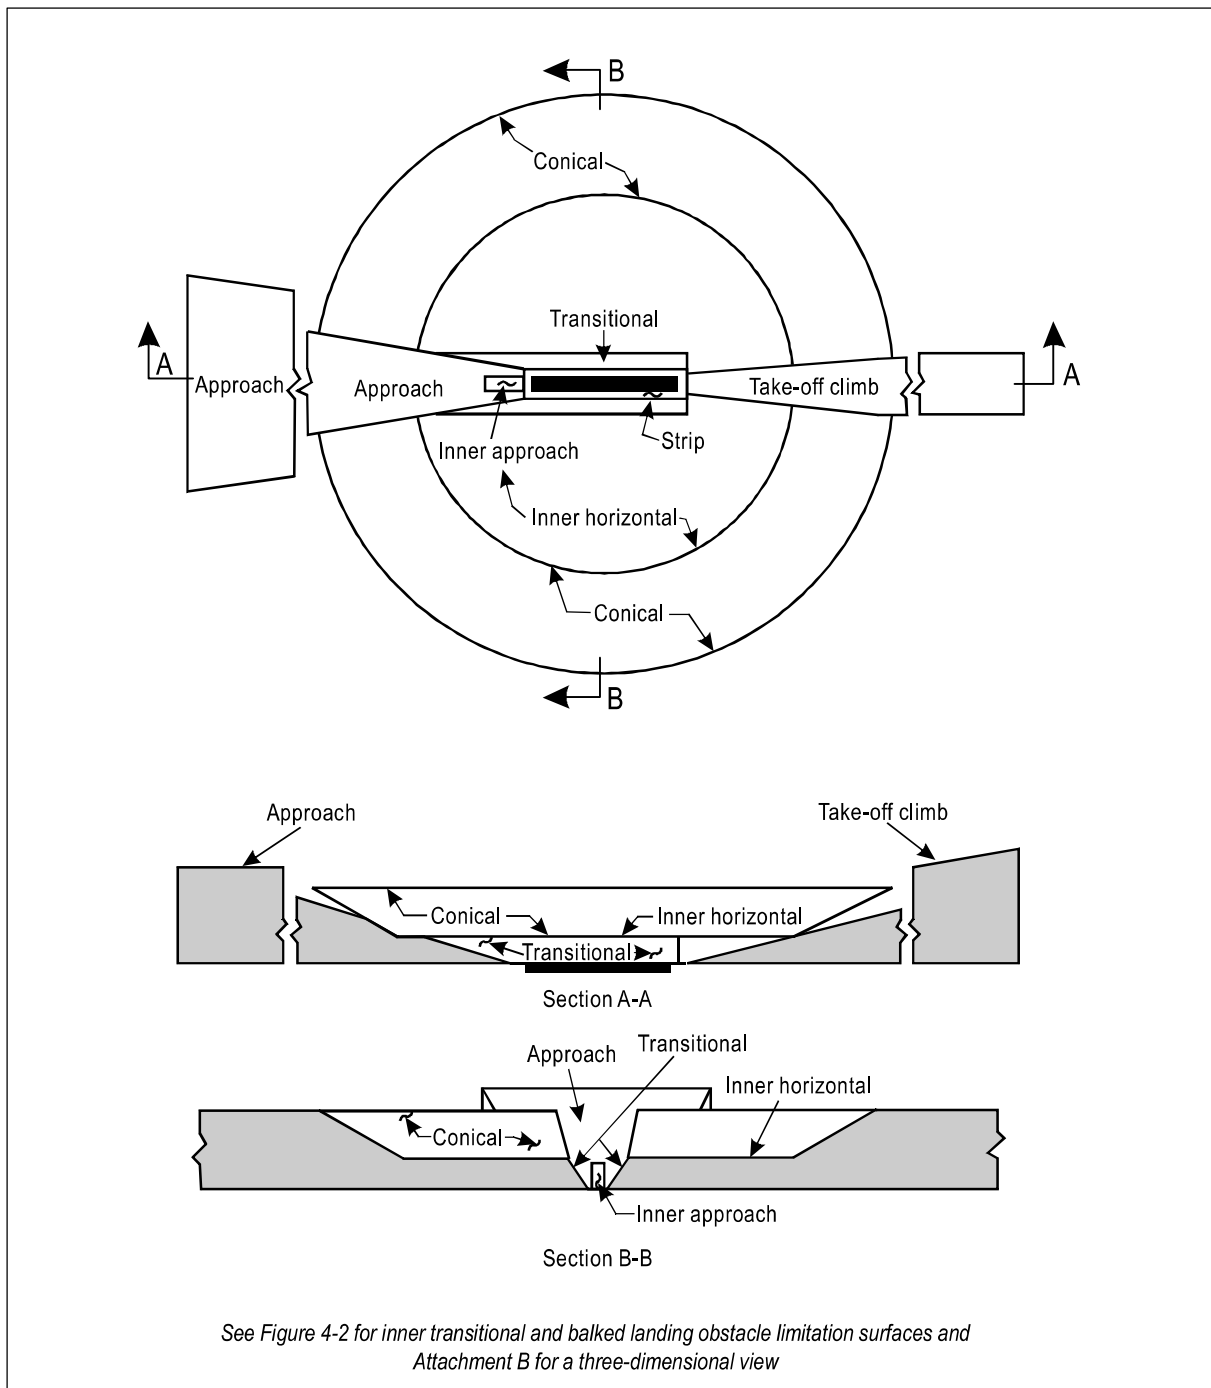 B
Conical
Transitional
A
A
Approach
Approach
Take-off climb
Inner approach
Strip
Inner horizontal
Conical
B
Approach
Take-off climb
Conical
Inner horizontal
Transitional
Section A-A
Approach
Transitional
Inner horizontal
Conical
Inner approach
Section B-B
See Figure 4-2 for inner transitional and balked landing obstacle limitation surfaces and
Attachment B for a three-dimensional view